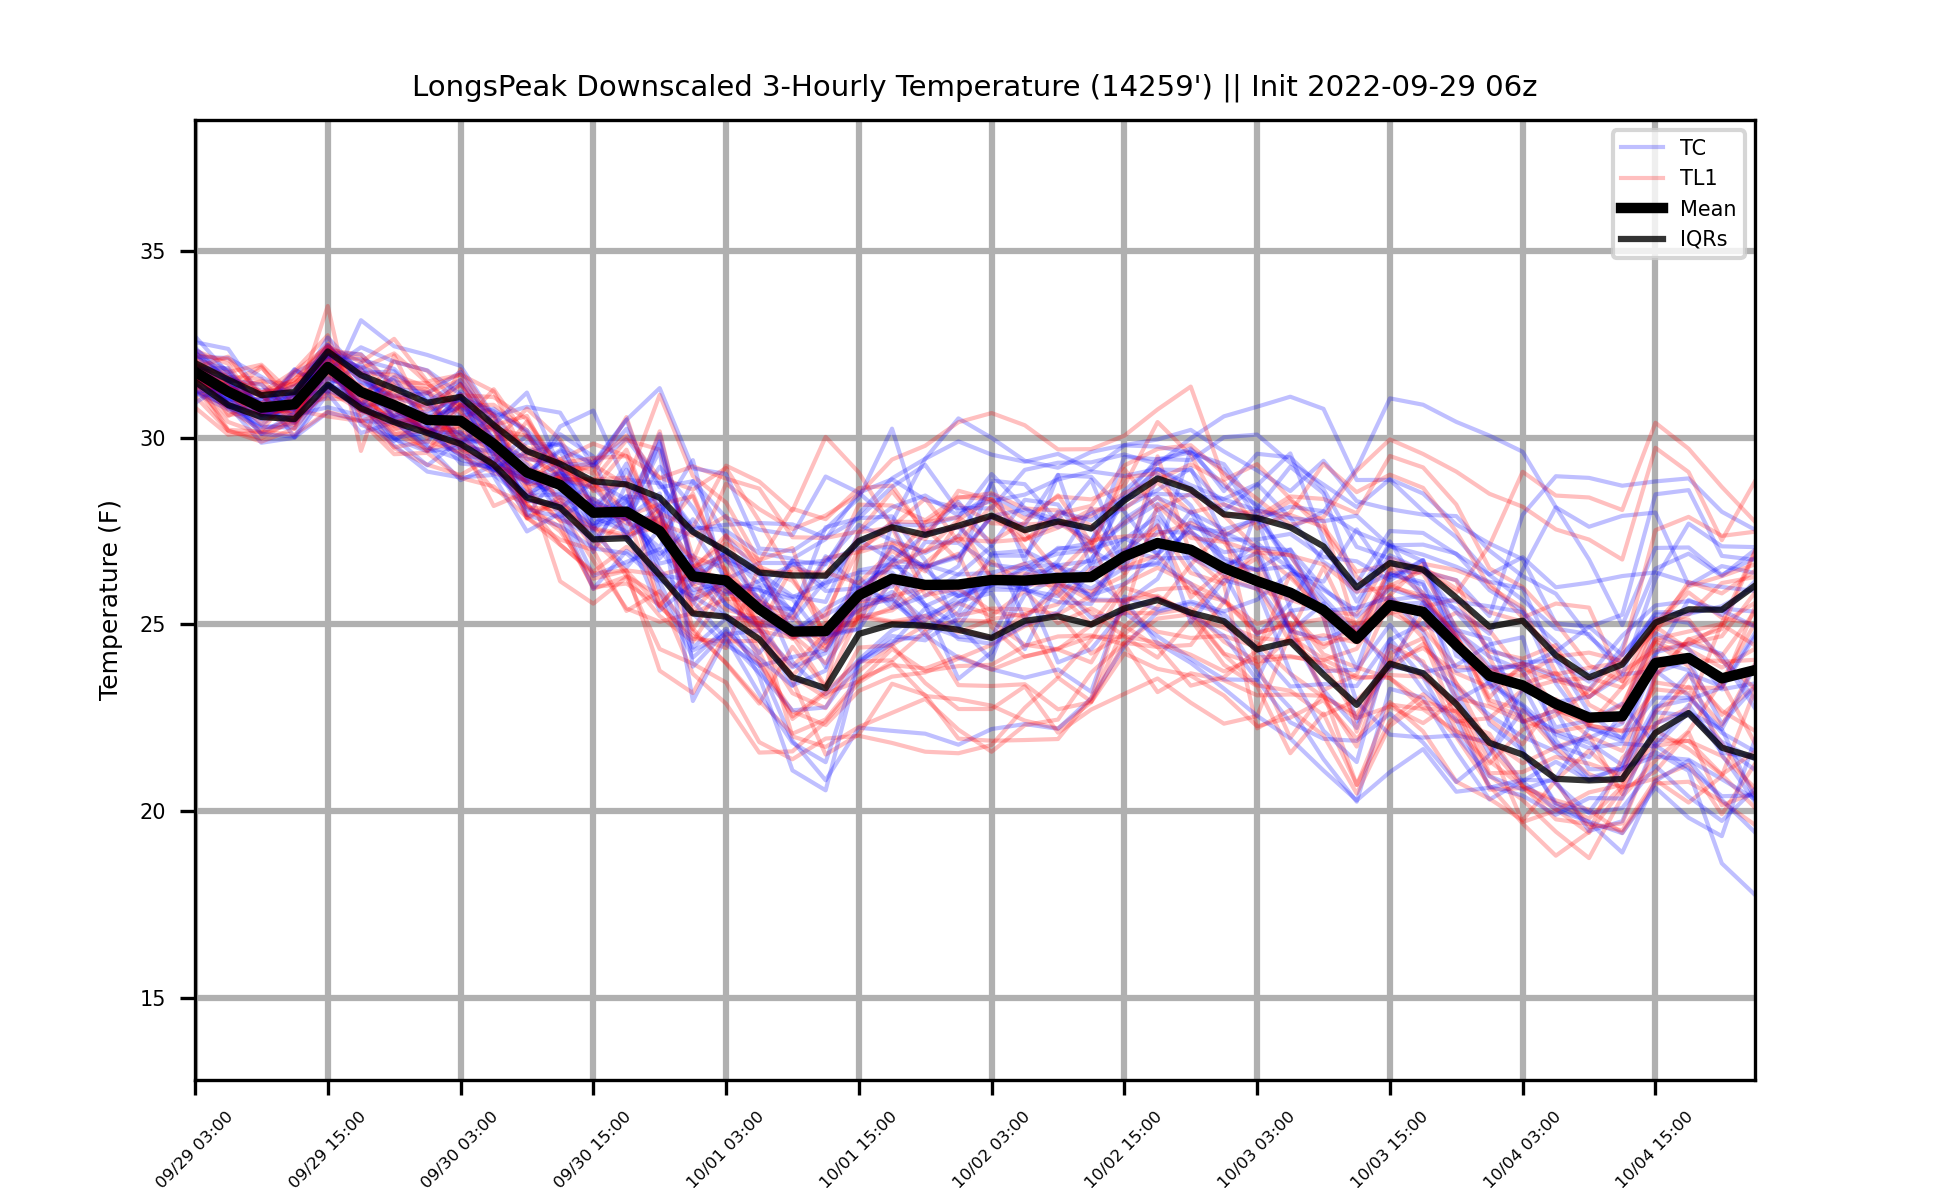 LongsPeak Downscaled 3-Hourly Temperature (14259') || Init 2022-09-29 06z
TC
TL1
Mean
IQRs
Temperature (F)
35
30
25
20
15
09/29 03:00
09/29 15:00
09/30 03:00
09/30 15:00
10/01 03:00
10/01 15:00
10/02 03:00
10/02 15:00
10/03 03:00
10/03 15:00
10/04 03:00
10/04 15:00